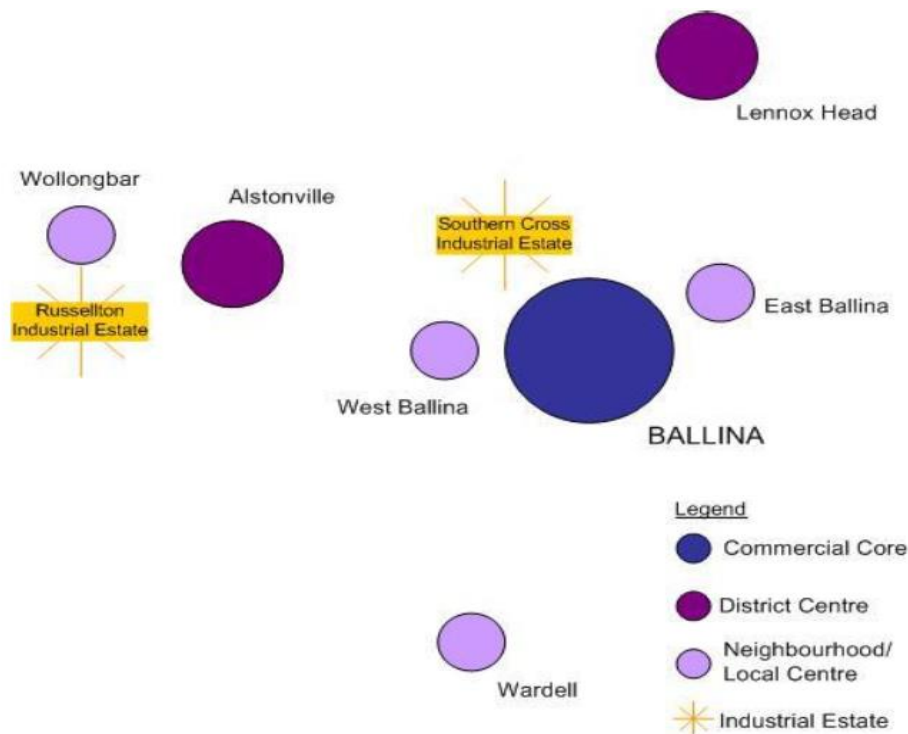 Lennox Head
Wollongbar
Alstonville
Southern Cross
Industrial Estate
East Ballina
Russellton
Industrial Estate
West Ballina
BALLINA
Legend
Commercial Core
District Centre
Neighbourhood/
Local Centre
Wardell
Industrial Estate